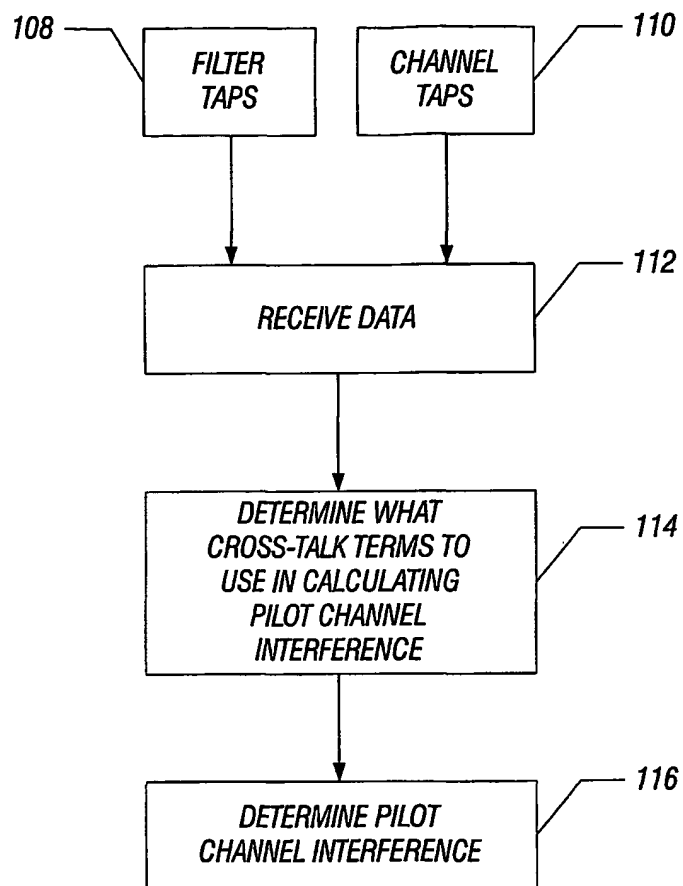 108
FILTER
TAPS
CHANNEL
TAPS
110
112
RECEIVE DATA
DETERMINE WHAT
CROSS-TALK TERMS TO
USE IN CALCULATING
PILOT CHANNEL
INTERFERENCE
114
116
DETERMINE PILOT
CHANNEL INTERFERENCE